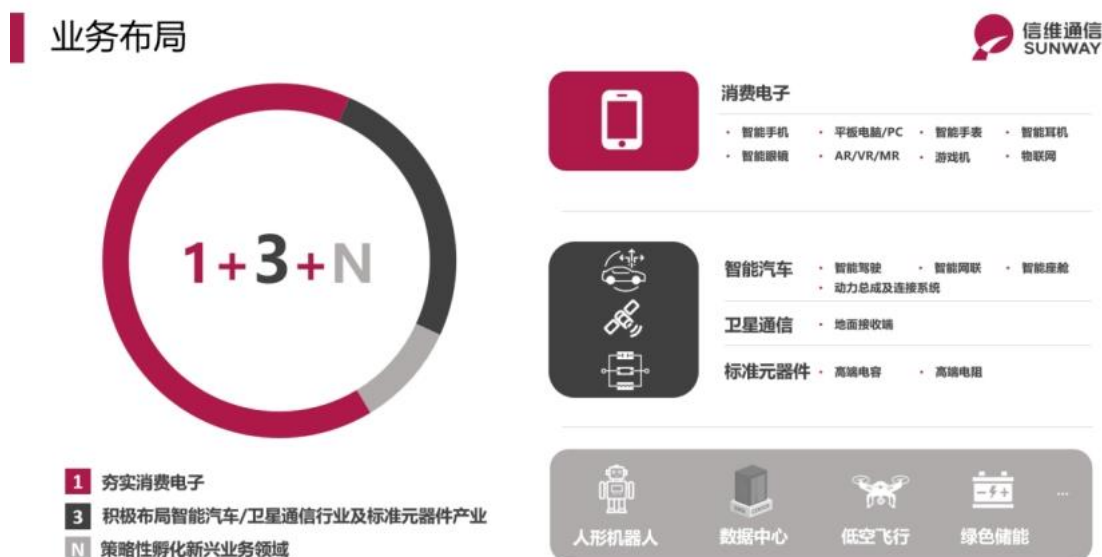 业务布局
信维通信
SUNWAY
1+3+N
1 夯实消费电子
3 积极布局智能汽车/卫星通信行业及标准元器件产业
N 策略性孵化新兴业务领域
消费电子
· 智能手机 · 平板电脑/PC · 智能手表 · 智能耳机
· 智能眼镜 · AR/VR/MR · 游戏机 · 物联网
智能汽车 · 智能驾驶 · 智能网联 · 智能座舱
· 动力总成及连接系统
卫星通信 · 地面接收端
标准元器件 · 高端电容 · 高端电阻
人形机器人 数据中心 低空飞行 绿色储能 ...